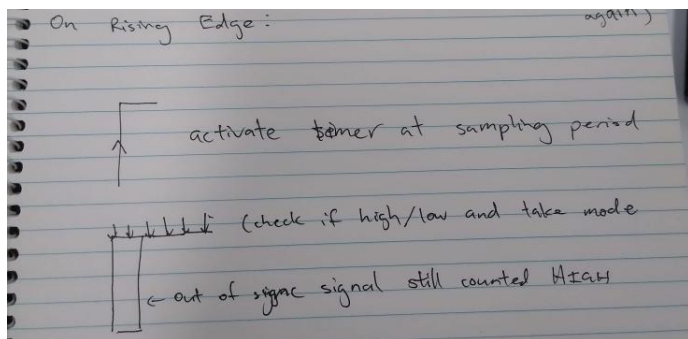 On Rising Edge:
again)
activate timer at sampling period
(check if high/low and take mode
← out of sync signal still counted HIGH